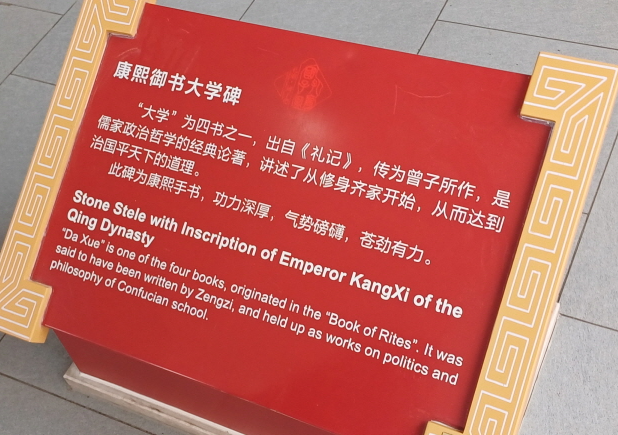 康熙御书大学碑
“大学”为四书之一，出自《礼记》，传为曾子所作，是
儒家政治哲学的经典论著，讲述了从修身齐家开始，从而达到
治国平天下的道理。
此碑为康熙手书，功力深厚，气势磅礴，苍劲有力。
Stone Stele with Inscription of Emperor KangXi of the
Qing Dynasty
“Da Xue” is one of the four books, originated in the “Book of Rites”. It was
said to have been written by Zengzi, and held up as works on politics and
philosophy of Confucian school.